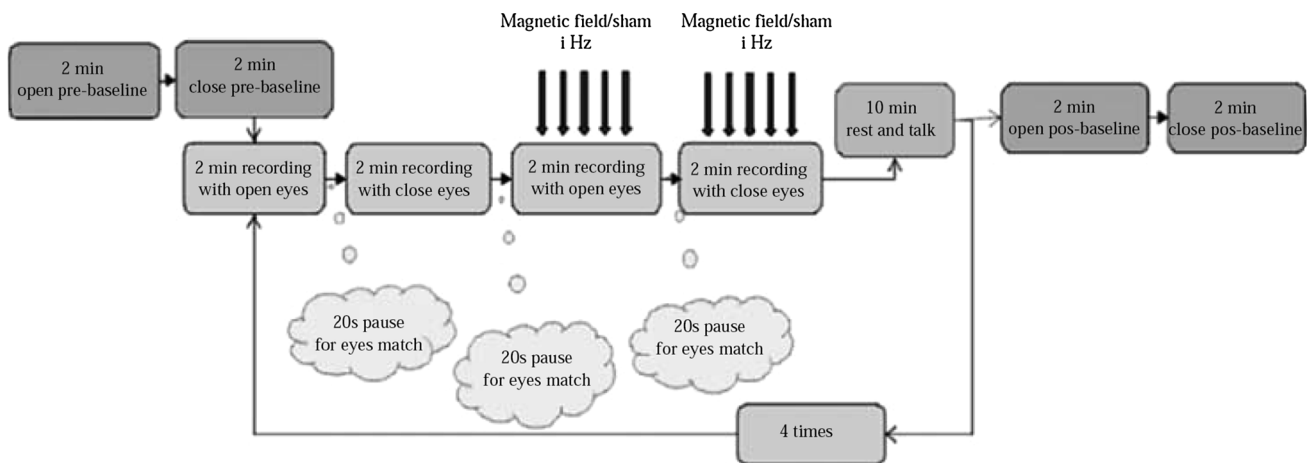 Magnetic field/sham
i Hz
Magnetic field/sham
i Hz
2 min
open pre-baseline
2 min
close pre-baseline
2 min recording
with open eyes
2 min recording
with close eyes
2 min recording
with open eyes
2 min recording
with close eyes
10 min
rest and talk
2 min
open pos-baseline
2 min
close pos-baseline
20s pause
for eyes match
20s pause
for eyes match
20s pause
for eyes match
4 times